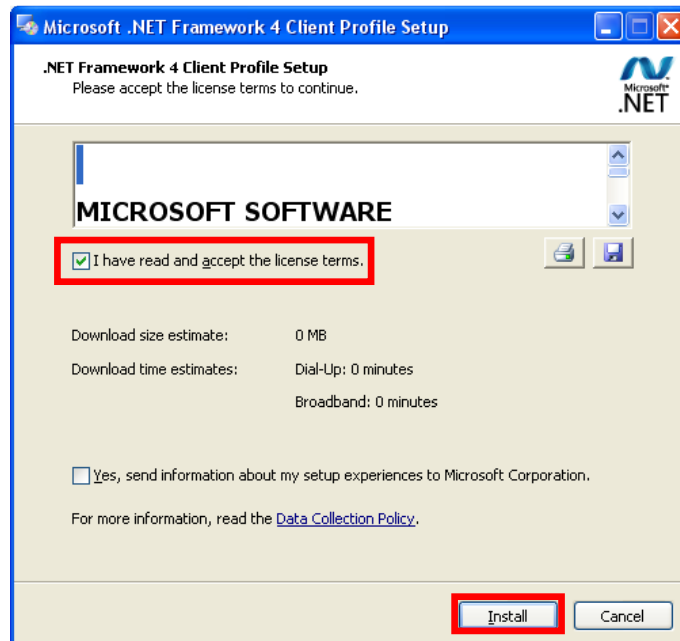 Microsoft .NET Framework 4 Client Profile Setup
.NET Framework 4 Client Profile Setup
Please accept the license terms to continue.
Microsoft®
.NET
MICROSOFT SOFTWARE
I have read and accept the license terms.
Download size estimate: 0 MB
Download time estimates: Dial-Up: 0 minutes
Broadband: 0 minutes
Yes, send information about my setup experiences to Microsoft Corporation.
For more information, read the Data Collection Policy.
Install Cancel